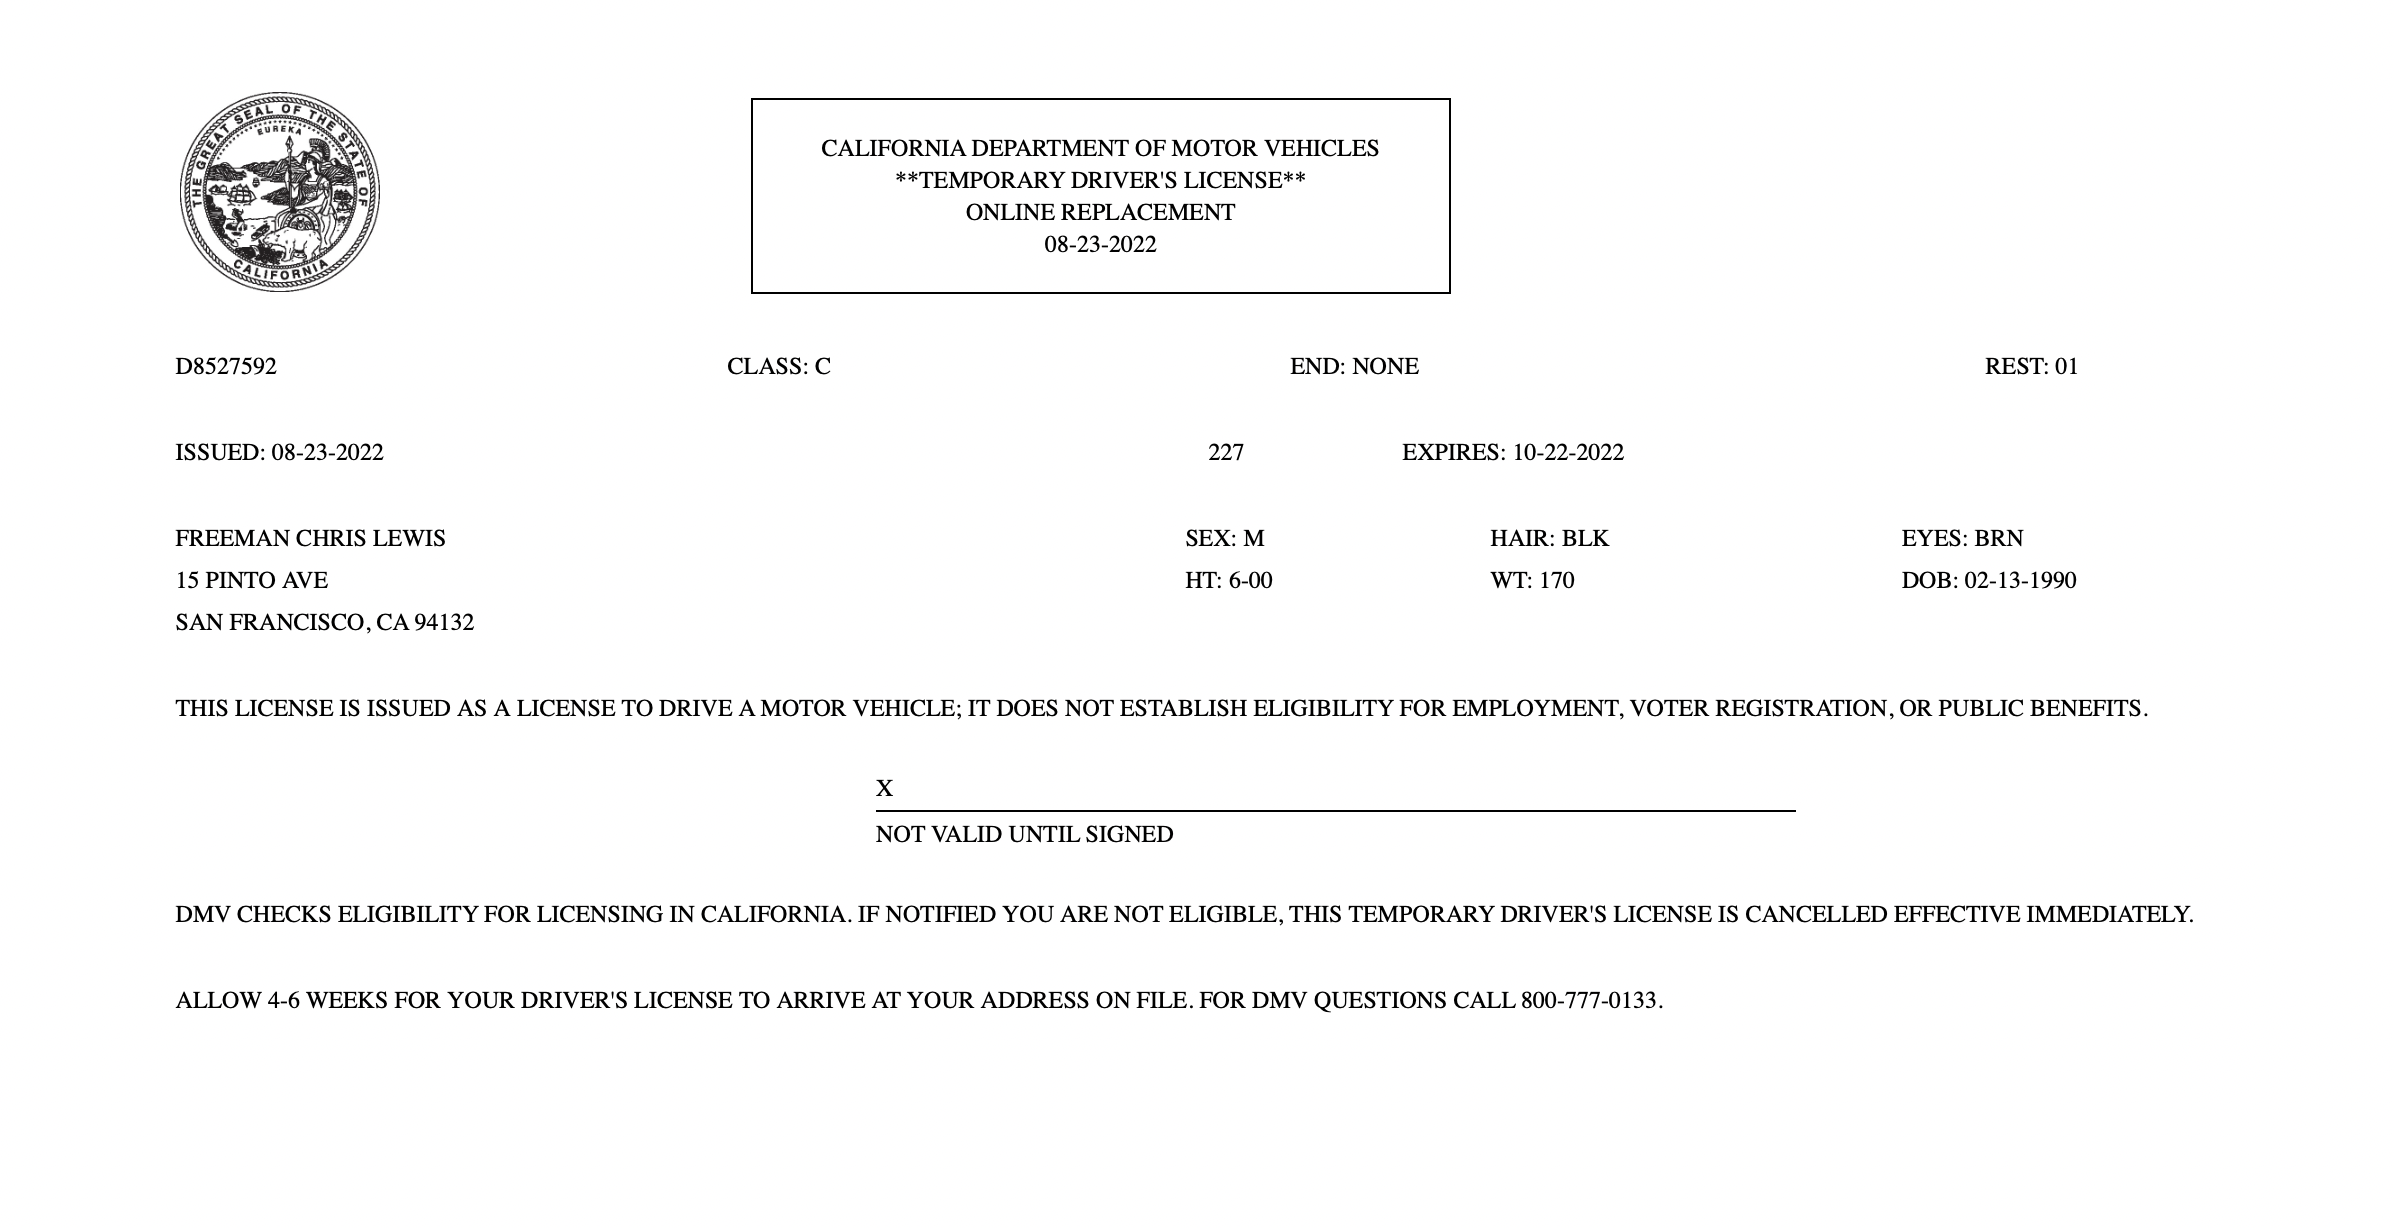 THE GREAT SEAL OF THE STATE OF CALIFORNIA
EUREKA
CALIFORNIA DEPARTMENT OF MOTOR VEHICLES
**TEMPORARY DRIVER'S LICENSE**
ONLINE REPLACEMENT
08-23-2022
D8527592 CLASS: C END: NONE REST: 01
ISSUED: 08-23-2022 227 EXPIRES: 10-22-2022
FREEMAN CHRIS LEWIS SEX: M HAIR: BLK EYES: BRN
15 PINTO AVE HT: 6-00 WT: 170 DOB: 02-13-1990
SAN FRANCISCO, CA 94132
THIS LICENSE IS ISSUED AS A LICENSE TO DRIVE A MOTOR VEHICLE; IT DOES NOT ESTABLISH ELIGIBILITY FOR EMPLOYMENT, VOTER REGISTRATION, OR PUBLIC BENEFITS.
X
NOT VALID UNTIL SIGNED
DMV CHECKS ELIGIBILITY FOR LICENSING IN CALIFORNIA. IF NOTIFIED YOU ARE NOT ELIGIBLE, THIS TEMPORARY DRIVER'S LICENSE IS CANCELLED EFFECTIVE IMMEDIATELY.
ALLOW 4-6 WEEKS FOR YOUR DRIVER'S LICENSE TO ARRIVE AT YOUR ADDRESS ON FILE. FOR DMV QUESTIONS CALL 800-777-0133.